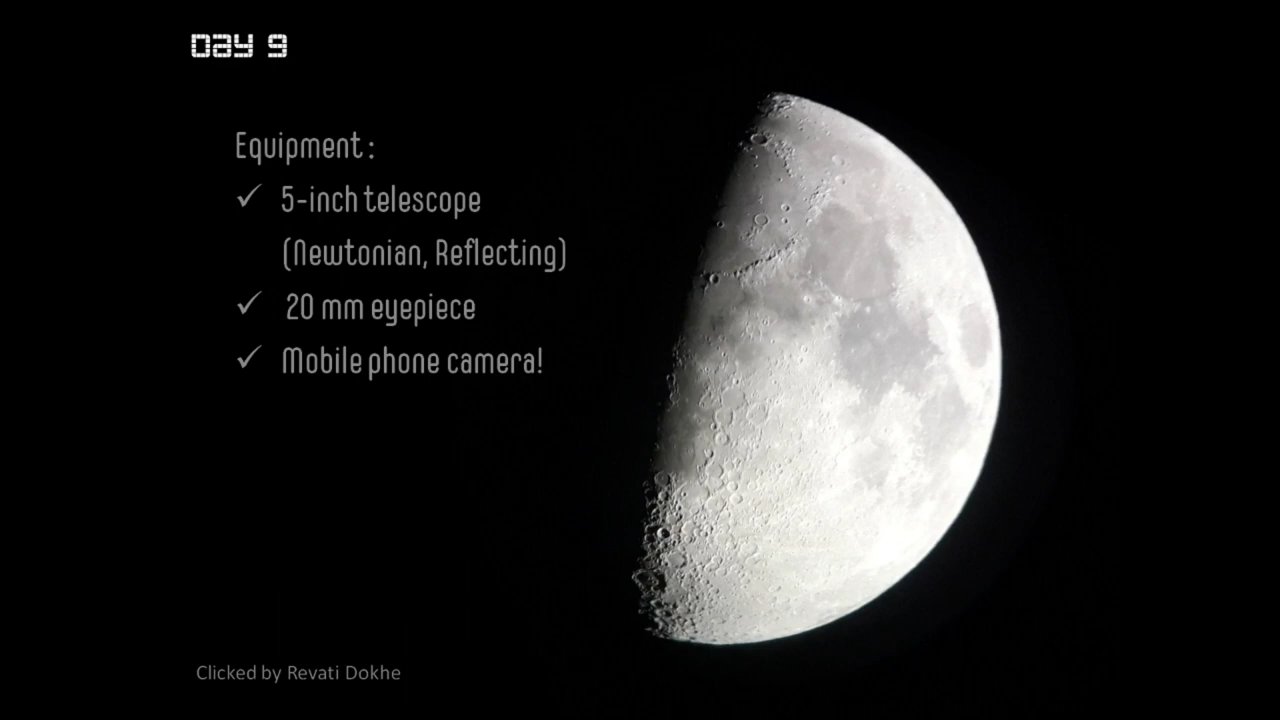 Day 9
Equipment :
✓ 5-inch telescope
(Newtonian, Reflecting)
✓ 20 mm eyepiece
✓ Mobile phone camera!
Clicked by Revati Dokhe